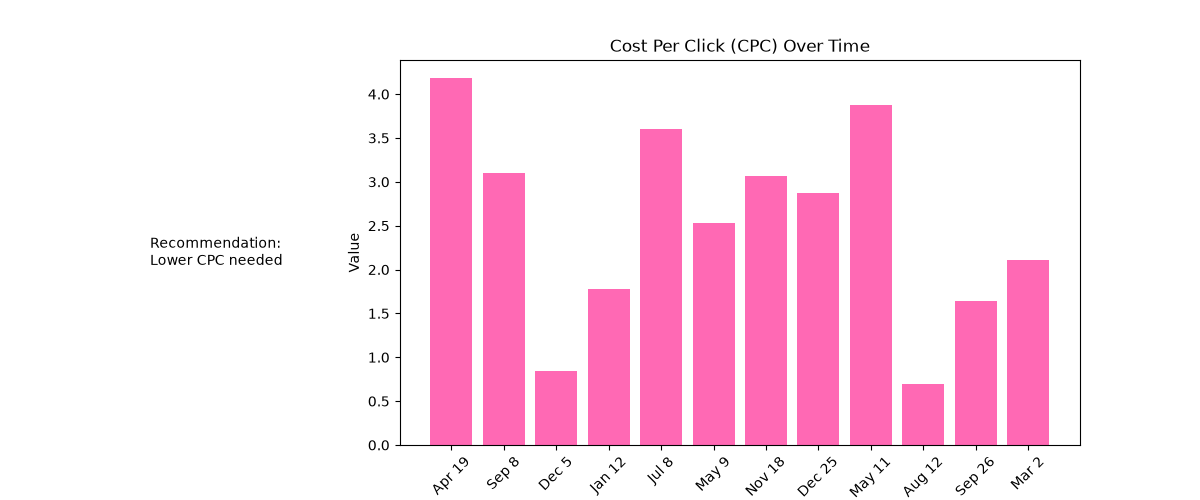 Cost Per Click (CPC) Over Time
Recommendation:
Lower CPC needed
Value
4.0
3.5
3.0
2.5
2.0
1.5
1.0
0.5
0.0
Apr 19
Sep 8
Dec 5
Jan 12
Jul 8
May 9
Nov 18
Dec 25
May 11
Aug 12
Sep 26
Mar 2